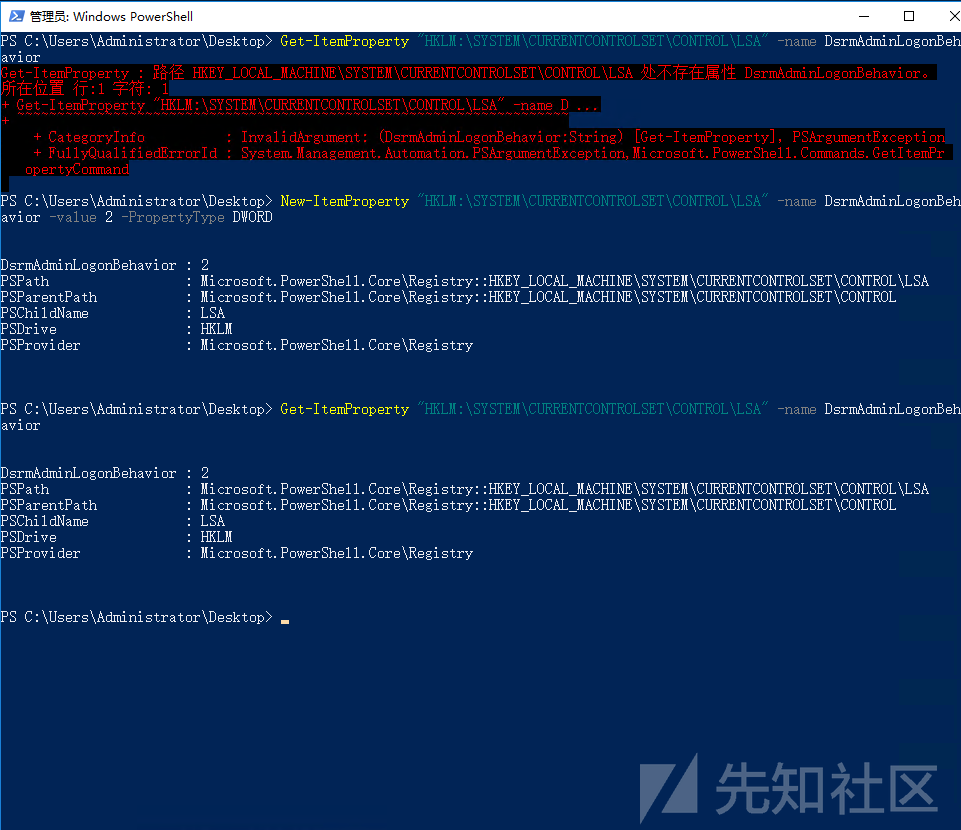 管理员: Windows PowerShell
PS C:\Users\Administrator\Desktop> Get-ItemProperty "HKLM:\SYSTEM\CURRENTCONTROLSET\CONTROL\LSA" -name DsrmAdminLogonBeh
avior
Get-ItemProperty : 路径 HKEY_LOCAL_MACHINE\SYSTEM\CURRENTCONTROLSET\CONTROL\LSA 处不存在属性 DsrmAdminLogonBehavior。
所在位置 行:1 字符: 1
+ Get-ItemProperty "HKLM:\SYSTEM\CURRENTCONTROLSET\CONTROL\LSA" -name D ...
+ ~~~~~~~~~~~~~~~~~~~~~~~~~~~~~~~~~~~~~~~~~~~~~~~~~~~~~~~~~~~~~~~~~~~~~
+ CategoryInfo : InvalidArgument: (DsrmAdminLogonBehavior:String) [Get-ItemProperty], PSArgumentException
+ FullyQualifiedErrorId : System.Management.Automation.PSArgumentException,Microsoft.PowerShell.Commands.GetItemPr
opertyCommand
PS C:\Users\Administrator\Desktop> New-ItemProperty "HKLM:\SYSTEM\CURRENTCONTROLSET\CONTROL\LSA" -name DsrmAdminLogonBeh
avior -value 2 -PropertyType DWORD
DsrmAdminLogonBehavior : 2
PSPath : Microsoft.PowerShell.Core\Registry::HKEY_LOCAL_MACHINE\SYSTEM\CURRENTCONTROLSET\CONTROL\LSA
PSParentPath : Microsoft.PowerShell.Core\Registry::HKEY_LOCAL_MACHINE\SYSTEM\CURRENTCONTROLSET\CONTROL
PSChildName : LSA
PSDrive : HKLM
PSProvider : Microsoft.PowerShell.Core\Registry
PS C:\Users\Administrator\Desktop> Get-ItemProperty "HKLM:\SYSTEM\CURRENTCONTROLSET\CONTROL\LSA" -name DsrmAdminLogonBeh
avior
DsrmAdminLogonBehavior : 2
PSPath : Microsoft.PowerShell.Core\Registry::HKEY_LOCAL_MACHINE\SYSTEM\CURRENTCONTROLSET\CONTROL\LSA
PSParentPath : Microsoft.PowerShell.Core\Registry::HKEY_LOCAL_MACHINE\SYSTEM\CURRENTCONTROLSET\CONTROL
PSChildName : LSA
PSDrive : HKLM
PSProvider : Microsoft.PowerShell.Core\Registry
PS C:\Users\Administrator\Desktop> _
先知社区